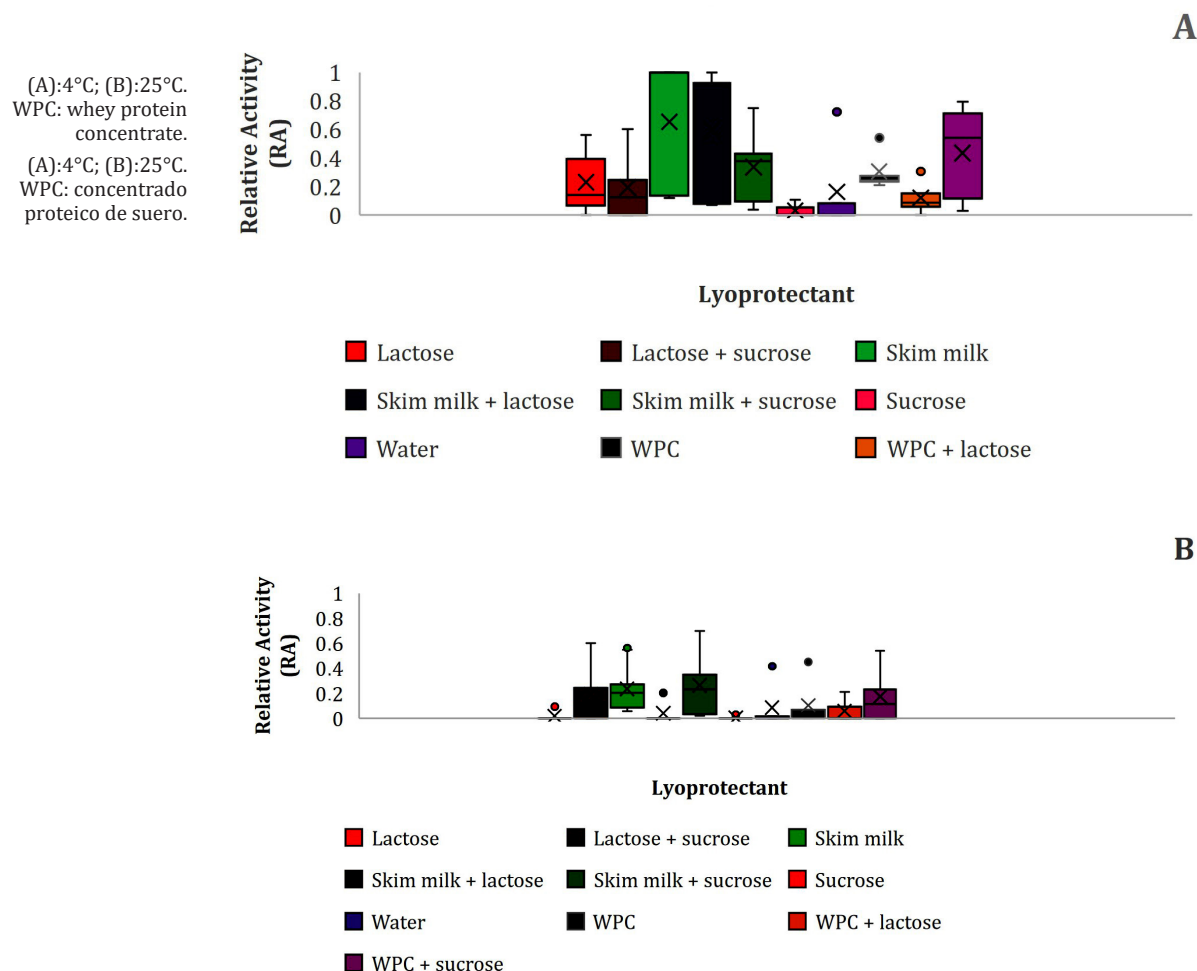 A
(A):4°C; (B):25°C.
WPC: whey protein
concentrate.
(A):4°C; (B):25°C.
WPC: concentrado
proteico de suero.
Relative Activity
(RA)
1
0.8
0.6
0.4
0.2
0
Lyoprotectant
Lactose
Lactose + sucrose
Skim milk
Skim milk + lactose
Skim milk + sucrose
Sucrose
Water
WPC
WPC + lactose
B
Relative Activity
(RA)
1
0.8
0.6
0.4
0.2
0
Lyoprotectant
Lactose
Lactose + sucrose
Skim milk
Skim milk + lactose
Skim milk + sucrose
Sucrose
Water
WPC
WPC + lactose
WPC + sucrose